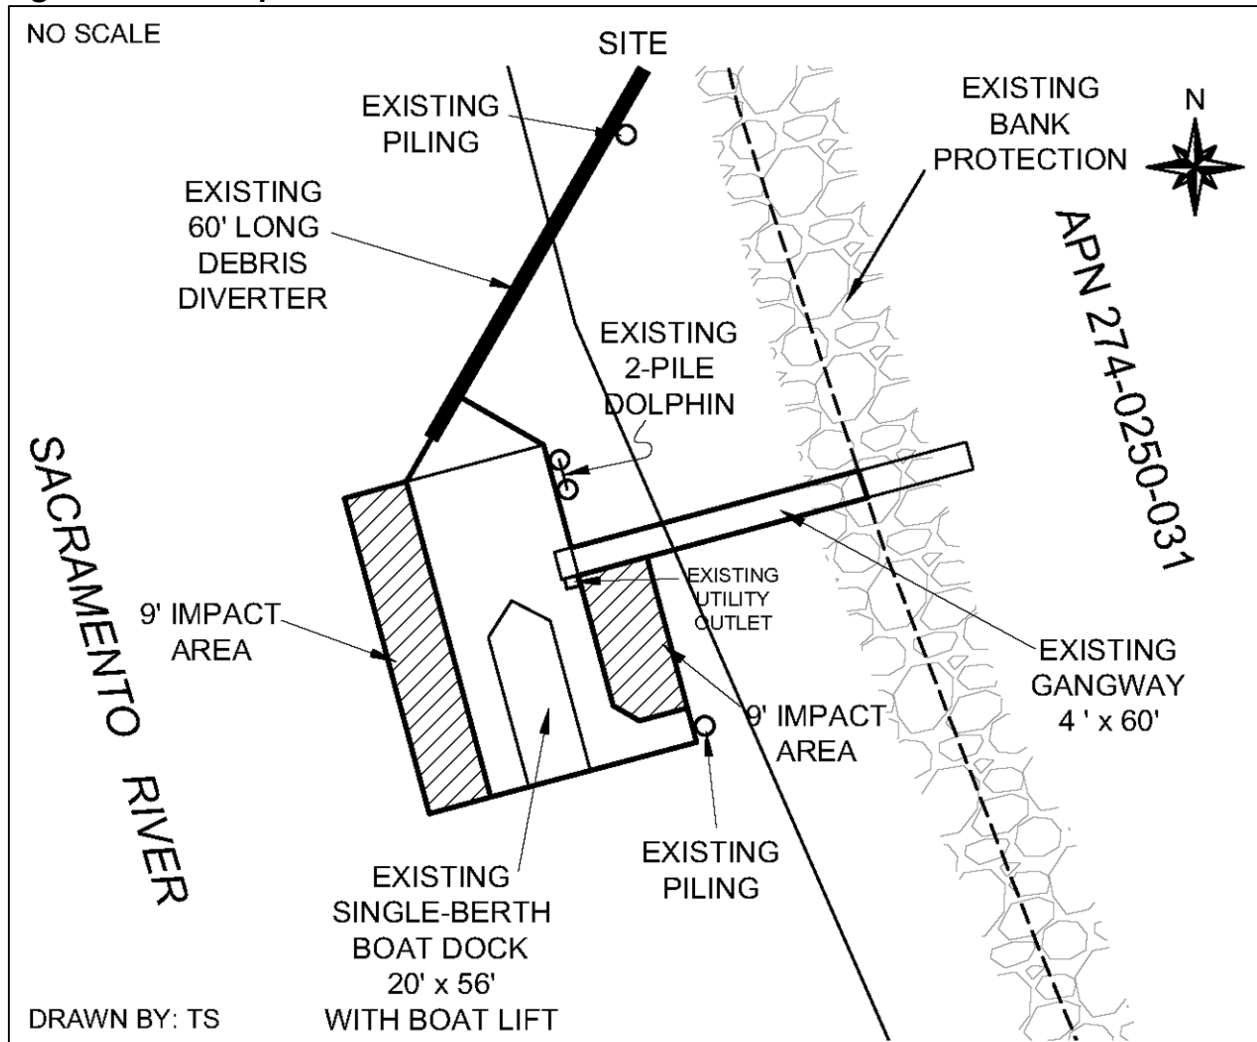 NO SCALE
SITE
EXISTING
PILING
EXISTING
BANK
PROTECTION
N
EXISTING
60' LONG
DEBRIS
DIVERTER
APN 274-0250-031
EXISTING
2-PILE
DOLPHIN
SACRAMENTO RIVER
EXISTING
UTILITY
OUTLET
9' IMPACT
AREA
EXISTING
GANGWAY
4 ' x 60'
9' IMPACT
AREA
EXISTING
PILING
EXISTING
SINGLE-BERTH
BOAT DOCK
20' x 56'
WITH BOAT LIFT
DRAWN BY: TS